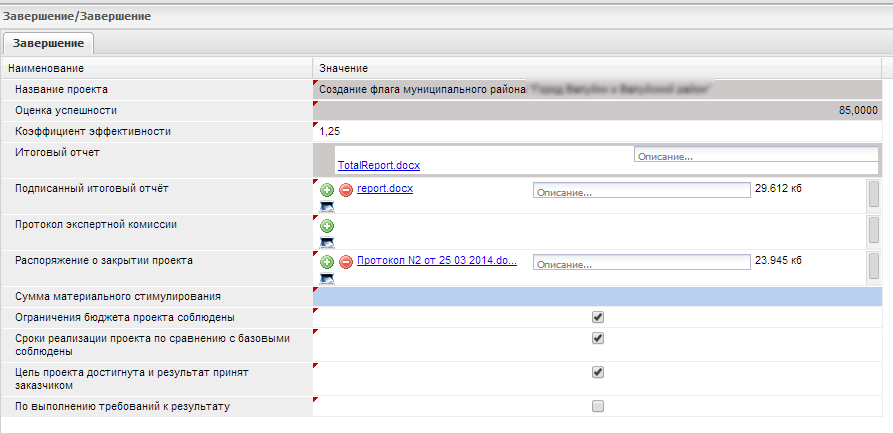 Завершение/Завершение
Завершение
Наименование Значение
Название проекта Создание флага муниципального района
Оценка успешности 85,0000
Коэффициент эффективности 1,25
Итоговый отчет TotalReport.docx Описание...
Подписанный итоговый отчёт report.docx Описание... 29.612 кб
Протокол экспертной комиссии
Распоряжение о закрытии проекта Протокол N2 от 25 03 2014.do... Описание... 23.945 кб
Сумма материального стимулирования
Ограничения бюджета проекта соблюдены
Сроки реализации проекта по сравнению с базовыми
соблюдены
Цель проекта достигнута и результат принят
заказчиком
По выполнению требований к результату